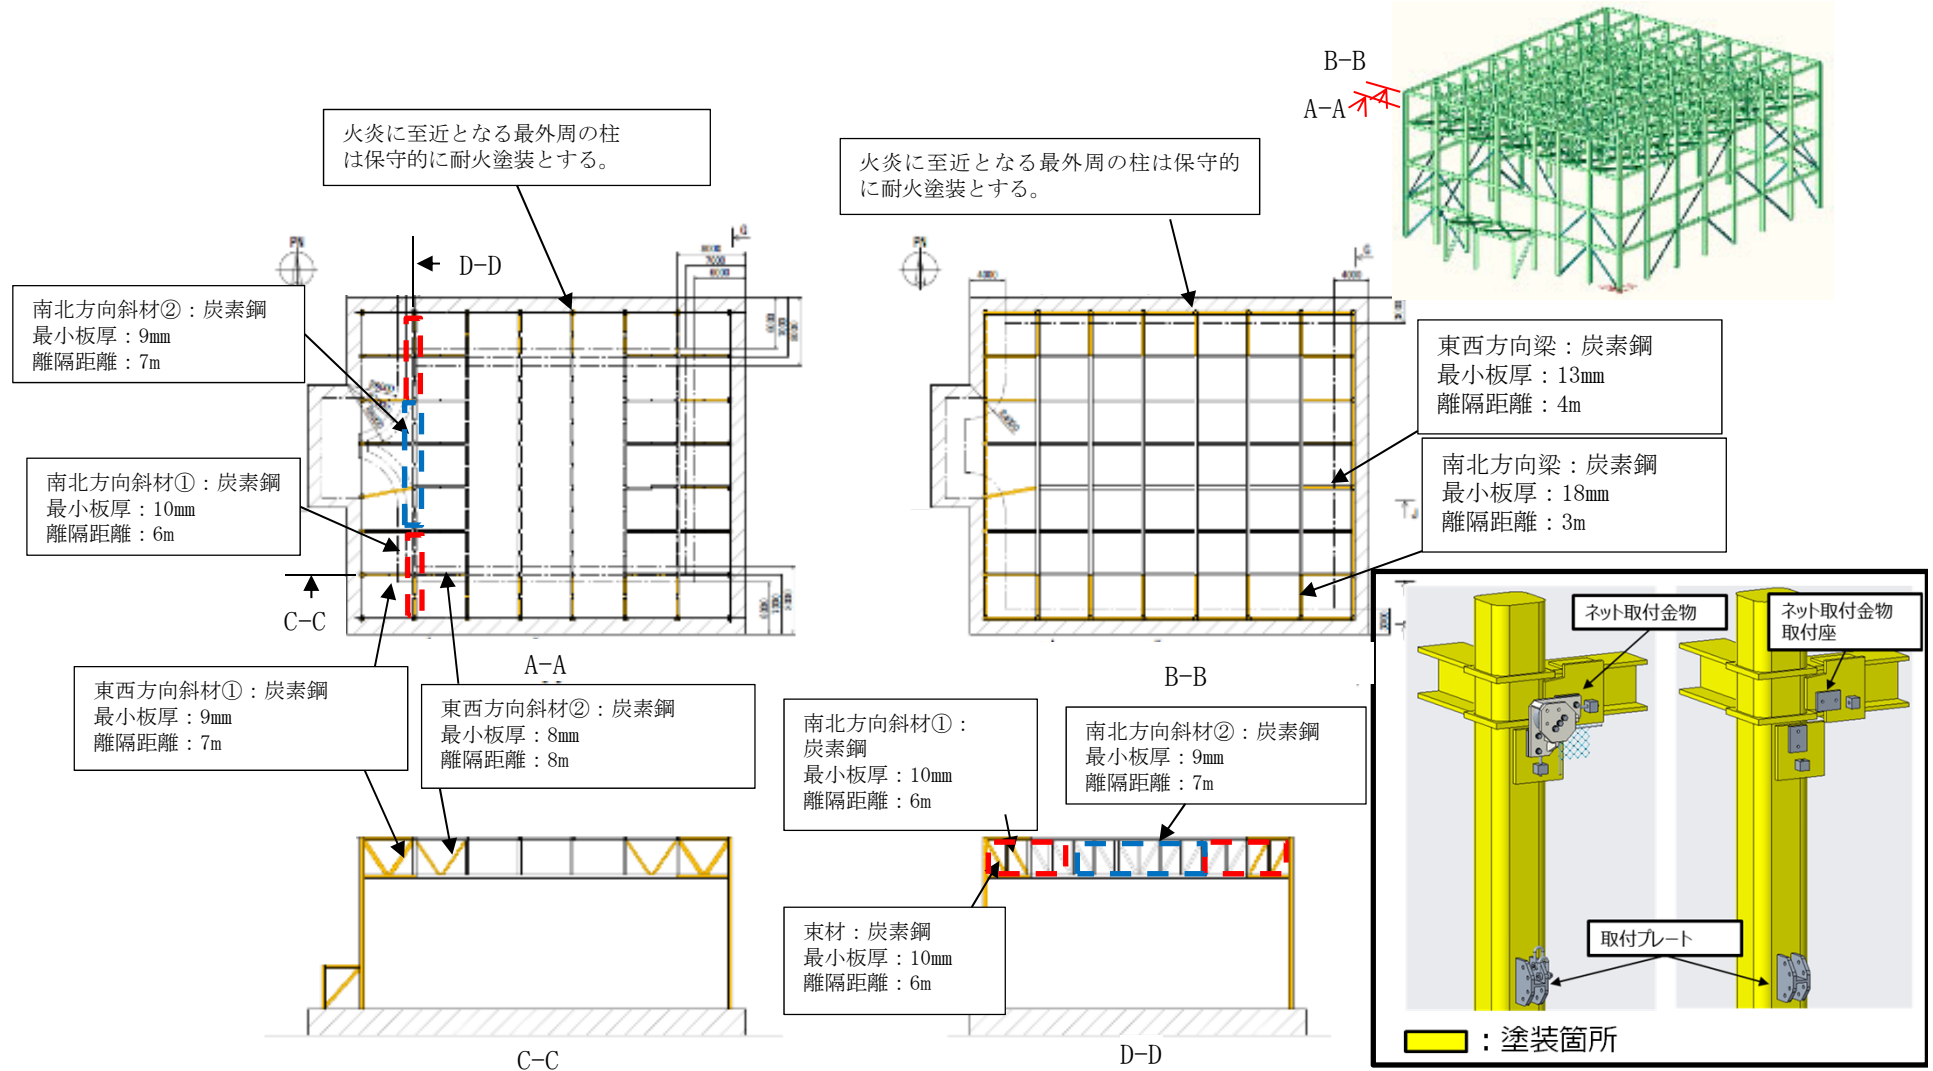 B-B
A-A
火炎に至近となる最外周の柱
は保守的に耐火塗装とする。
火炎に至近となる最外周の柱は保守的
に耐火塗装とする。
PN
D-D
G
8000
7000
6000
南北方向斜材②：炭素鋼
最小板厚：9mm
離隔距離：7m
南北方向斜材①：炭素鋼
最小板厚：10mm
離隔距離：6m
C-C
A-A
PN
4000
4000
G
東西方向梁：炭素鋼
最小板厚：13mm
離隔距離：4m
南北方向梁：炭素鋼
最小板厚：18mm
離隔距離：3m
B-B
東西方向斜材①：炭素鋼
最小板厚：9mm
離隔距離：7m
東西方向斜材②：炭素鋼
最小板厚：8mm
離隔距離：8m
南北方向斜材①：
炭素鋼
最小板厚：10mm
離隔距離：6m
南北方向斜材②：炭素鋼
最小板厚：9mm
離隔距離：7m
束材：炭素鋼
最小板厚：10mm
離隔距離：6m
C-C
D-D
ネット取付金物
ネット取付金物
取付座
取付プレート
：塗装箇所